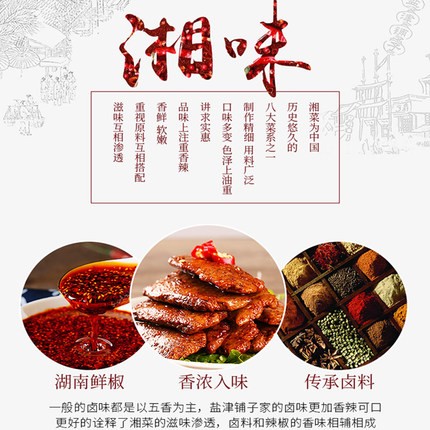 湘味
湘菜为中国
历史悠久的
八大菜系之一
制作精细 用料广泛
口味多变 色泽上油重
讲求实惠
品味上注重香辣
香鲜 软嫩
重视原料互相搭配
滋味互相渗透
湖南鲜椒
香浓入味
传承卤料
一般的卤味都是以五香为主，盐津铺子家的卤味更加香辣可口
更好的诠释了湘菜的滋味渗透，卤料和辣椒的香味相辅相成